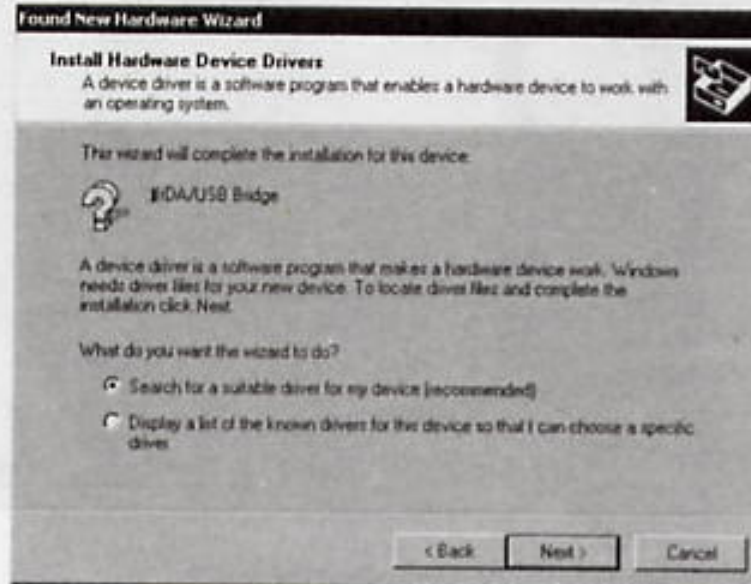 Found New Hardware Wizard
Install Hardware Device Drivers
A device driver is a software program that enables a hardware device to work with
an operating system.
This wizard will complete the installation for this device:
IrDA/USB Bridge
A device driver is a software program that makes a hardware device work. Windows
needs driver files for your new device. To locate driver files and complete the
installation click Next.
What do you want the wizard to do?
Search for a suitable driver for my device (recommended)
Display a list of the known drivers for this device so that I can choose a specific
driver
< Back
Next >
Cancel